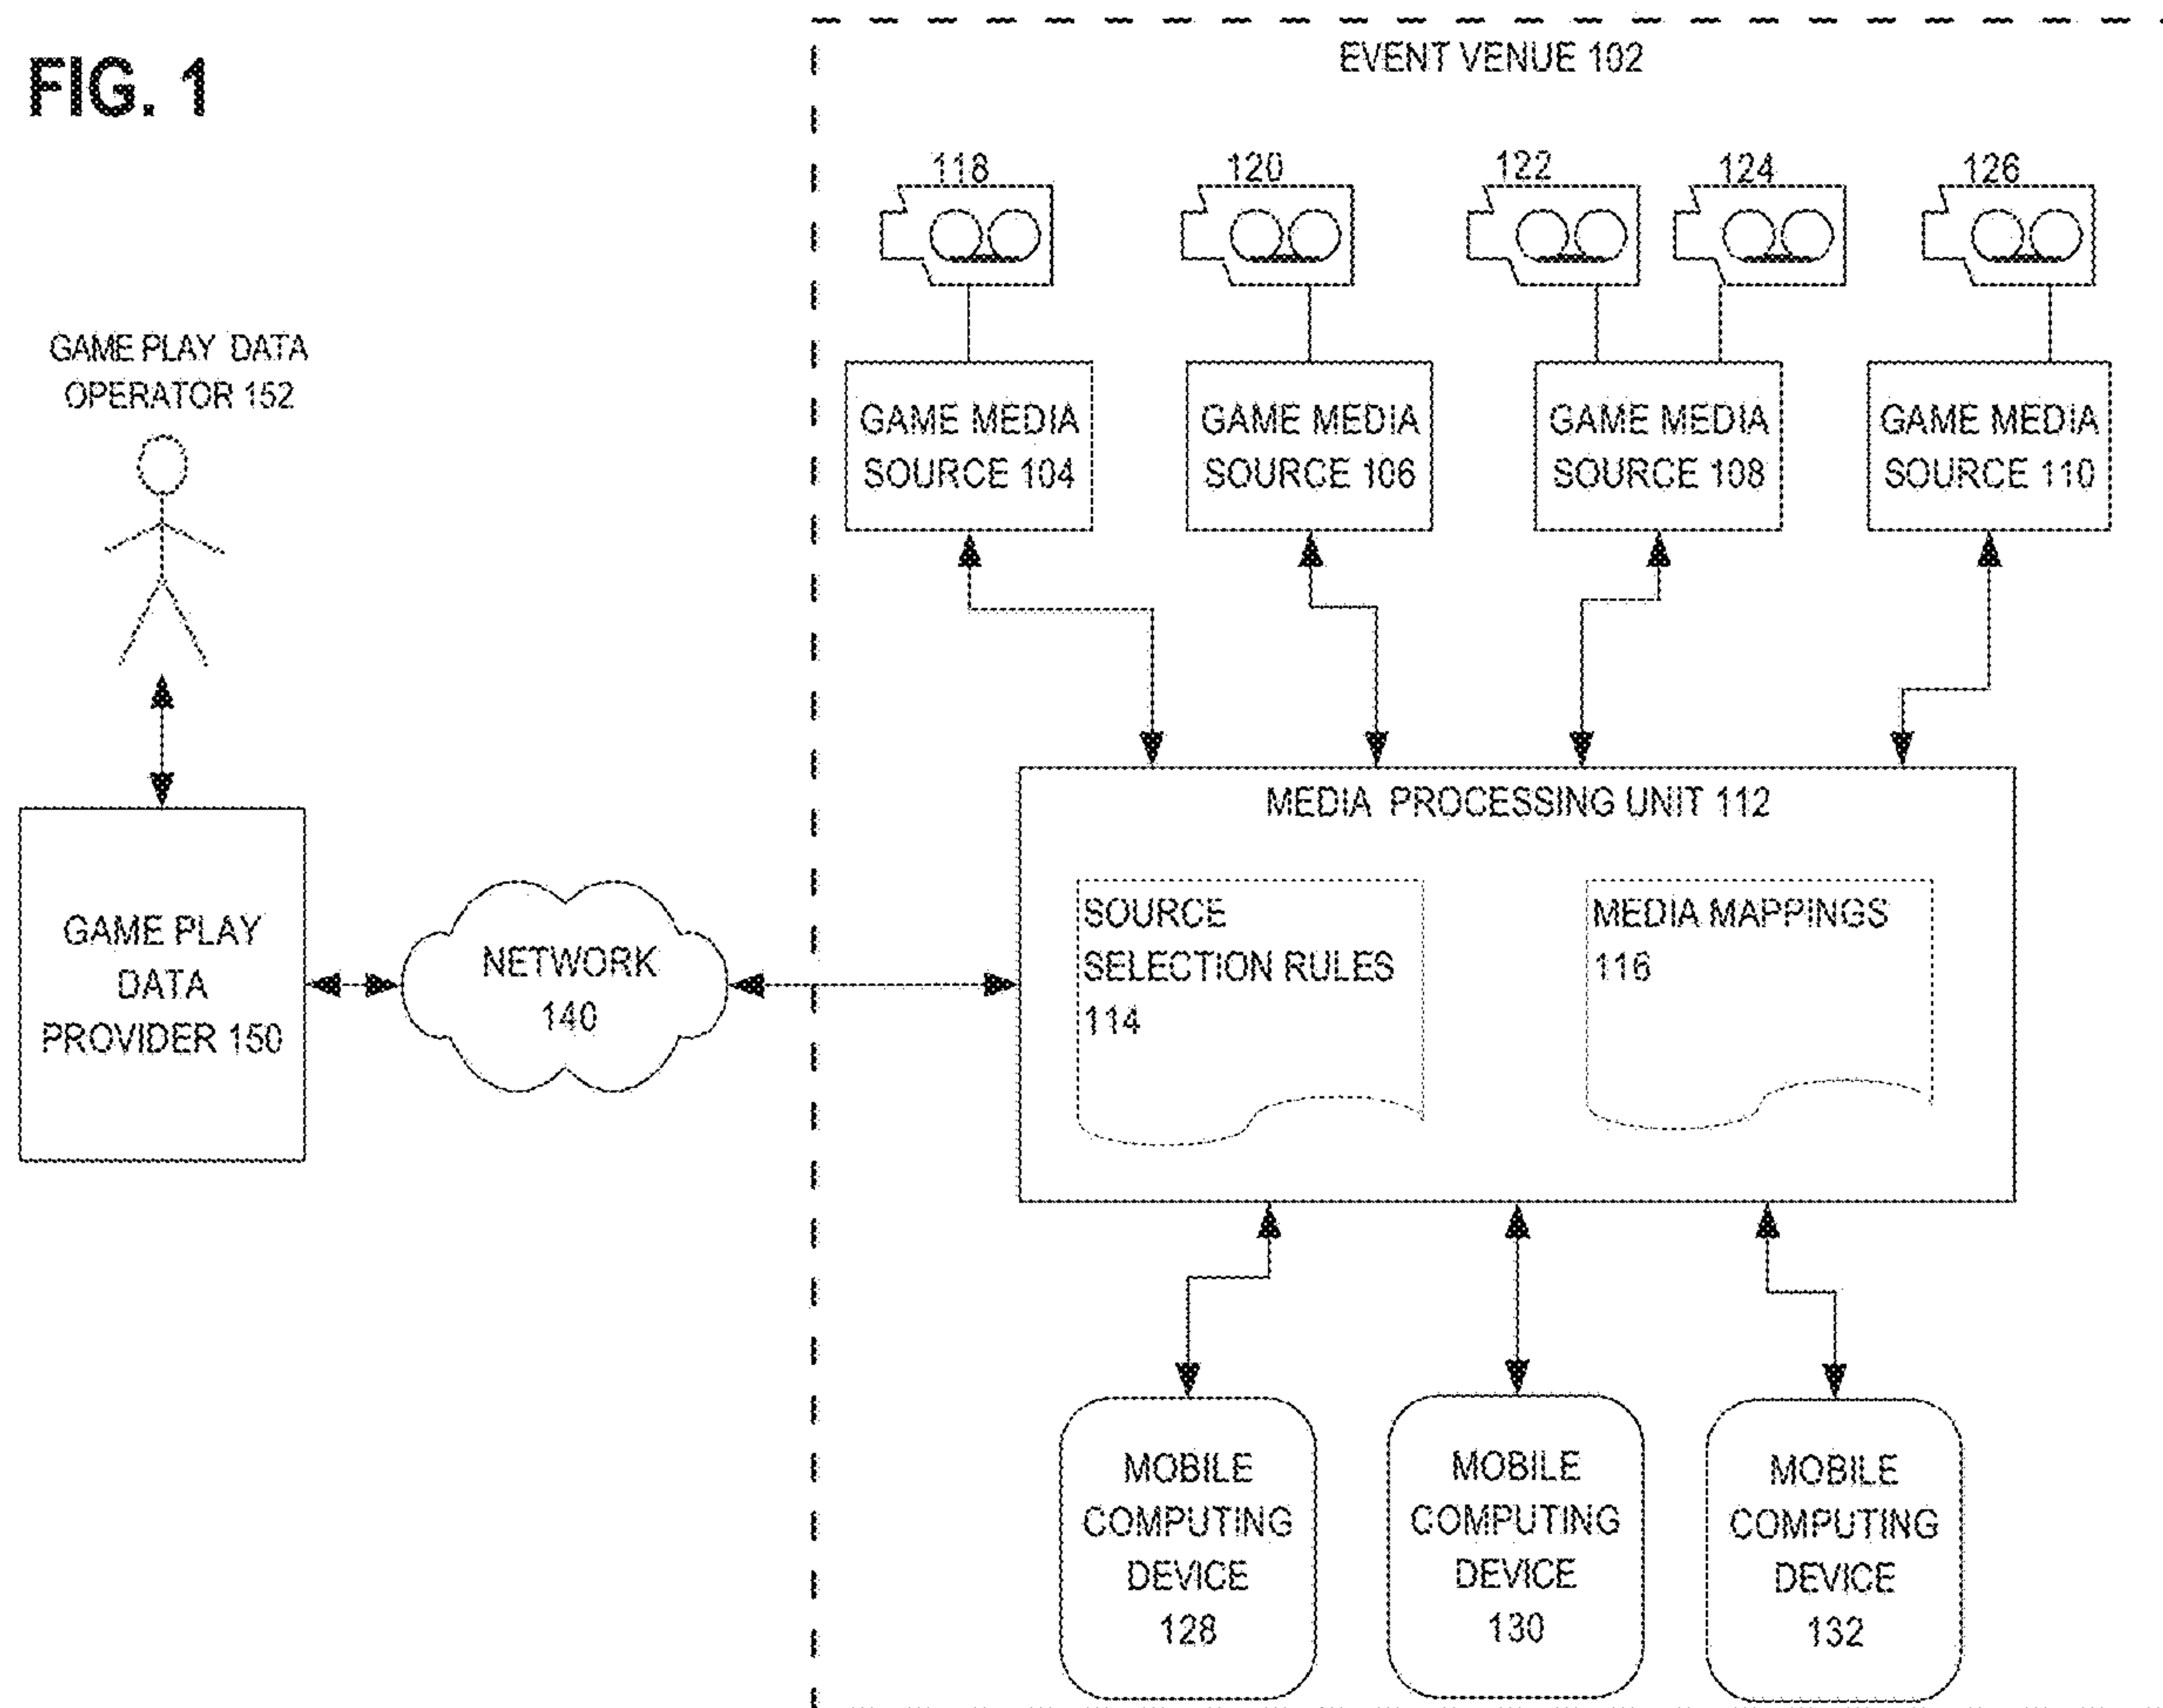 FIG. 1
EVENT VENUE 102
118
120
122
124
126
GAME PLAY DATA
OPERATOR 152
GAME MEDIA
SOURCE 104
GAME MEDIA
SOURCE 106
GAME MEDIA
SOURCE 108
GAME MEDIA
SOURCE 110
MEDIA PROCESSING UNIT 112
SOURCE
SELECTION RULES
114
MEDIA MAPPINGS
116
GAME PLAY
DATA
PROVIDER 150
NETWORK
140
MOBILE
COMPUTING
DEVICE
128
MOBILE
COMPUTING
DEVICE
130
MOBILE
COMPUTING
DEVICE
132